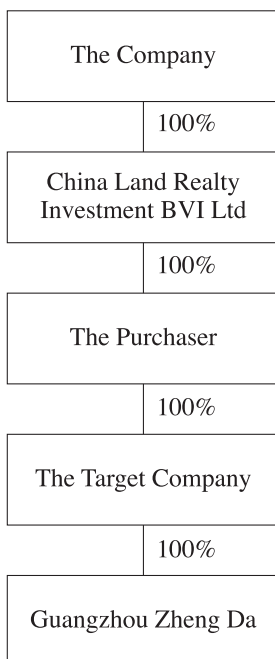 The Company
100%
China Land Realty
Investment BVI Ltd
100%
The Purchaser
100%
The Target Company
100%
Guangzhou Zheng Da